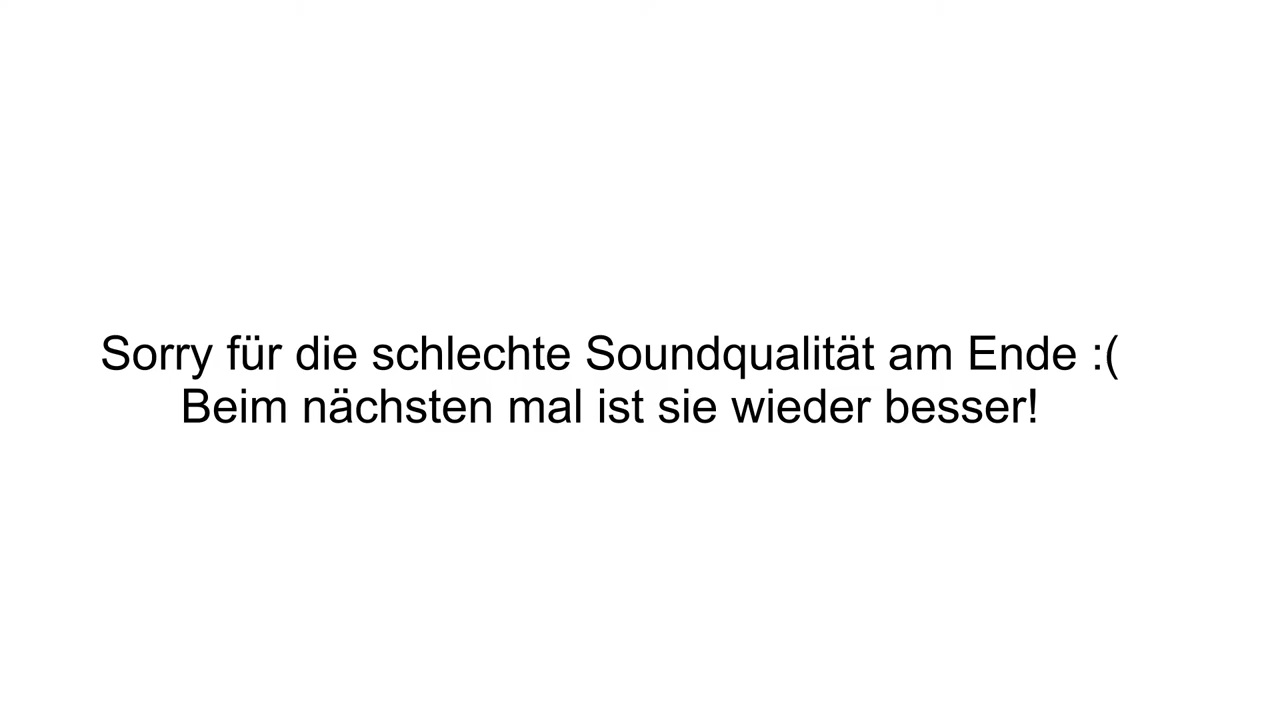 Sorry für die schlechte Soundqualität am Ende :(
Beim nächsten mal ist sie wieder besser!